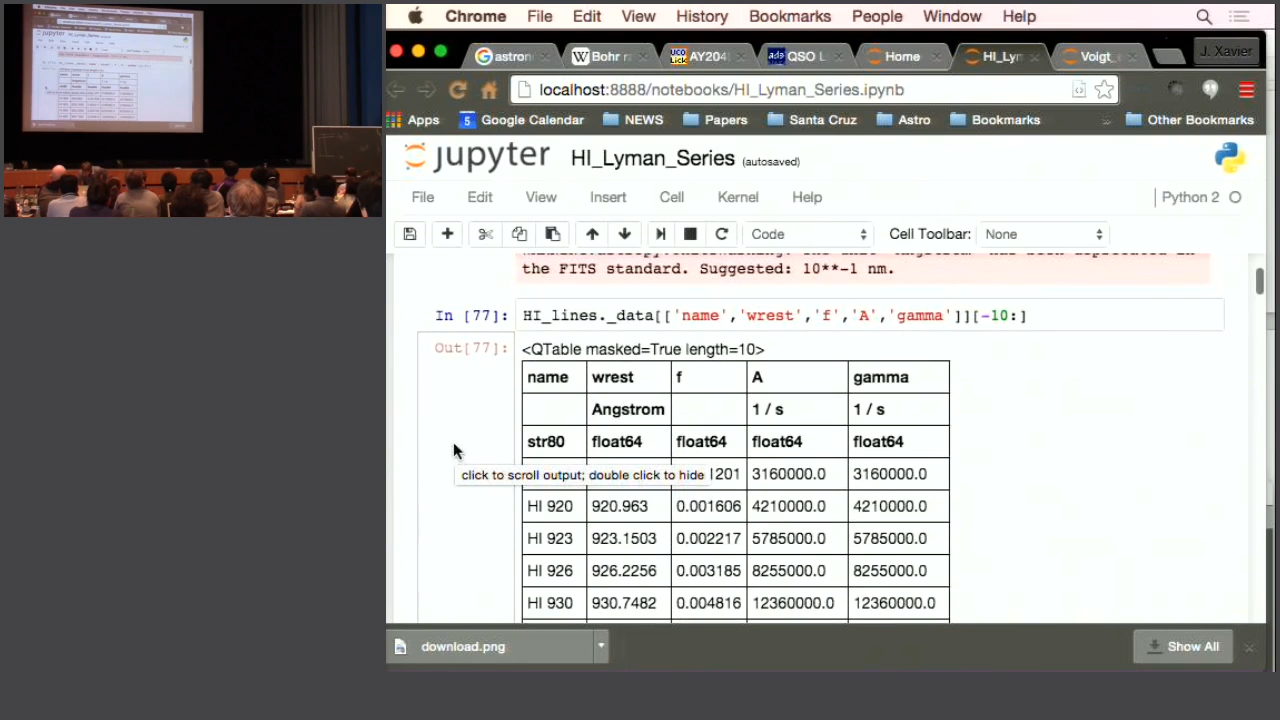 Chrome File Edit View History Bookmarks People Window Help
astron Bohr r UCO Lick AY204 ads QSO L Home HI_Lyn Voigt_ J. Xavier
localhost:8888/notebooks/HI_Lyman_Series.ipynb
Apps 5 Google Calendar NEWS Papers Santa Cruz Astro Bookmarks » Other Bookmarks
jupyter HI_Lyman_Series (autosaved)
File Edit View Insert Cell Kernel Help Python 2
Code Cell Toolbar: None
the FITS standard. Suggested: 10**-1 nm.
In [77]: HI_lines._data[['name','wrest','f','A','gamma']][-10:]
Out[77]: <QTable masked=True length=10>
name wrest f A gamma
Angstrom 1 / s 1 / s
str80 float64 float64 float64 float64
click to scroll output; double click to hide 1201 3160000.0 3160000.0
HI 920 920.963 0.001606 4210000.0 4210000.0
HI 923 923.1503 0.002217 5785000.0 5785000.0
HI 926 926.2256 0.003185 8255000.0 8255000.0
HI 930 930.7482 0.004816 12360000.0 12360000.0
download.png Show All